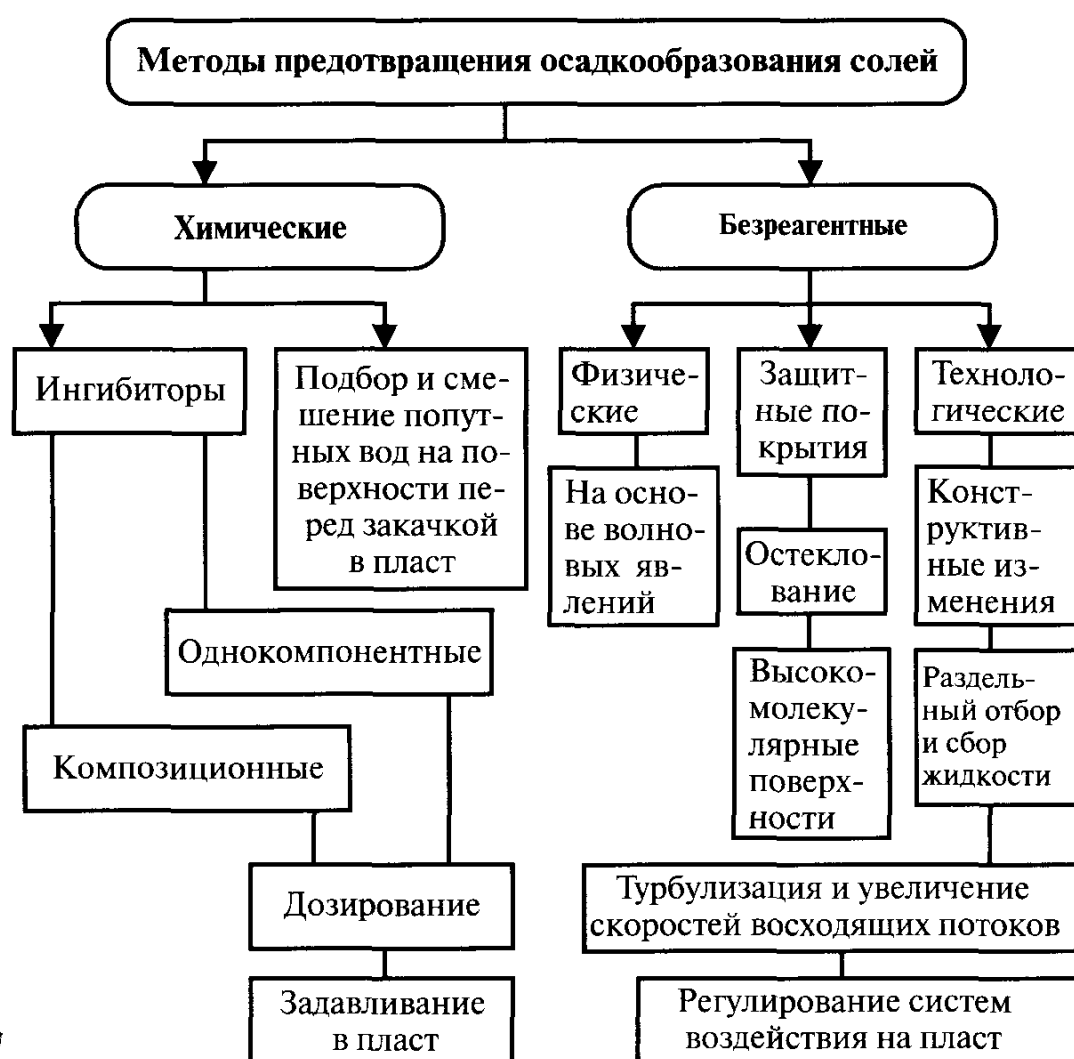 Методы предотвращения осадкообразования солей
Химические
Безреагентные
Ингибиторы
Подбор и сме-
шение попут-
ных вод на по-
верхности пе-
ред закачкой
в пласт
Физиче-
ские
Защит-
ные по-
крытия
Техноло-
гические
На осно-
ве волно-
вых яв-
лений
Остекло-
вание
Конст-
руктив-
ные из-
менения
Однокомпонентные
Высоко-
молеку-
лярные
поверх-
ности
Раздель-
ный отбор
и сбор
жидкости
Композиционные
Дозирование
Турбулизация и увеличение
скоростей восходящих потоков
Задавливание
в пласт
Регулирование систем
воздействия на пласт